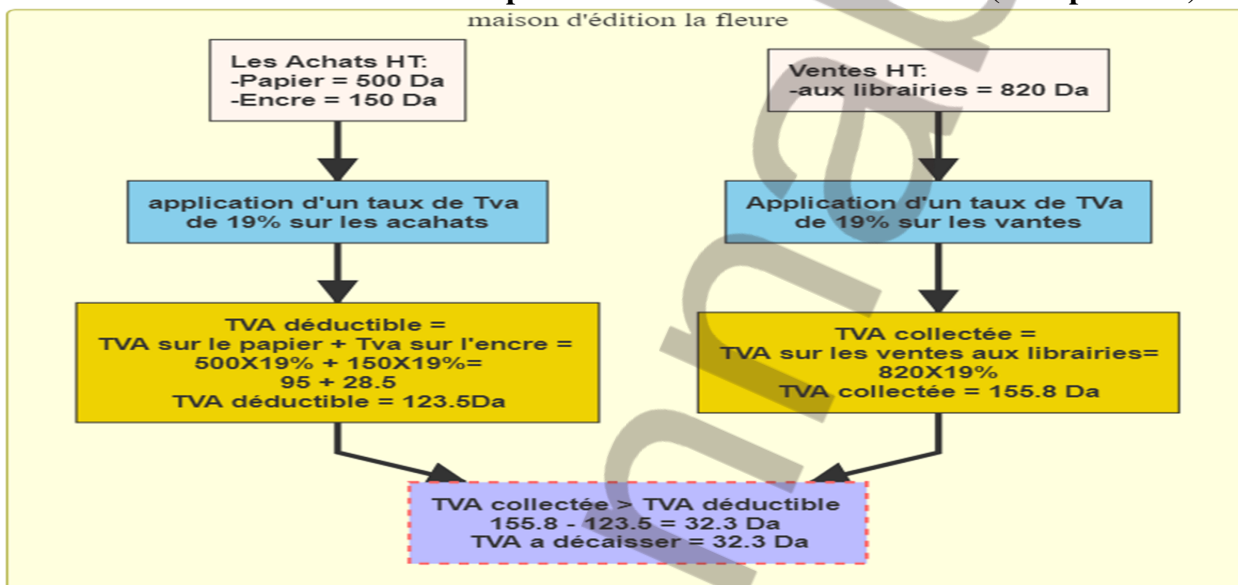 maison d'édition la fleure
Les Achats HT:
-Papier = 500 Da
-Encre = 150 Da
Ventes HT:
-aux librairies = 820 Da
application d'un taux de Tva
de 19% sur les acahats
Application d'un taux de TVa
de 19% sur les vantes
TVA déductible =
TVA sur le papier + Tva sur l'encre =
500X19% + 150X19%=
95 + 28.5
TVA déductible = 123.5Da
TVA collectée =
TVA sur les ventes aux librairies=
820X19%
TVA collectée = 155.8 Da
TVA collectée > TVA déductible
155.8 - 123.5 = 32.3 Da
TVA a décaisser = 32.3 Da